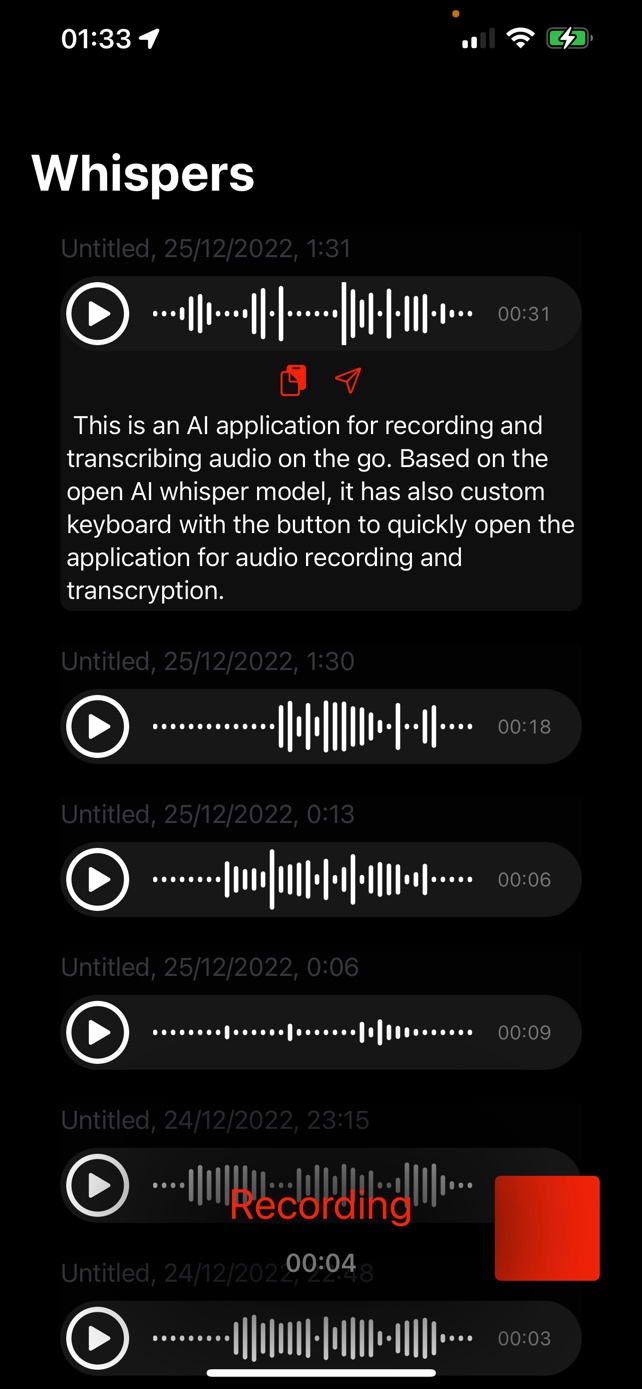 01:33
Whispers
Untitled, 25/12/2022, 1:31
00:31
This is an AI application for recording and
transcribing audio on the go. Based on the
open AI whisper model, it has also custom
keyboard with the button to quickly open the
application for audio recording and
transcryption.
Untitled, 25/12/2022, 1:30
00:18
Untitled, 25/12/2022, 0:13
00:06
Untitled, 25/12/2022, 0:06
00:09
Untitled, 24/12/2022, 23:15
Recording
00:04
Untitled, 24/12/2022, 22:48
00:03